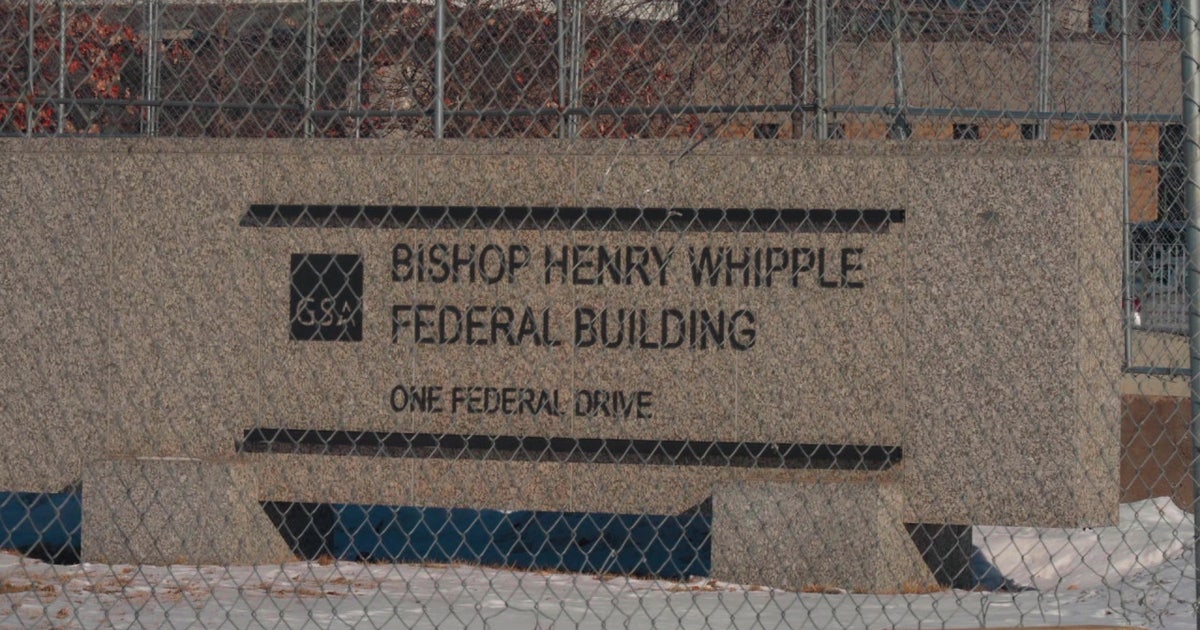 GSA
BISHOP HENRY WHIPPLE
FEDERAL BUILDING
ONE FEDERAL DRIVE